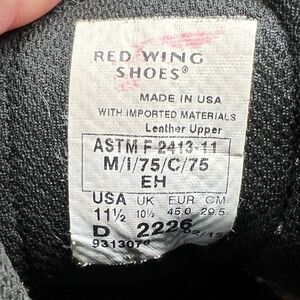 RED WING
SHOES®
MADE IN USA
WITH IMPORTED MATERIALS
Leather Upper
ASTM F 2413-11
M/I/75/C/75
EH
USA UK EUR CM
11½ 10½ 45.0 29.5
D 2226